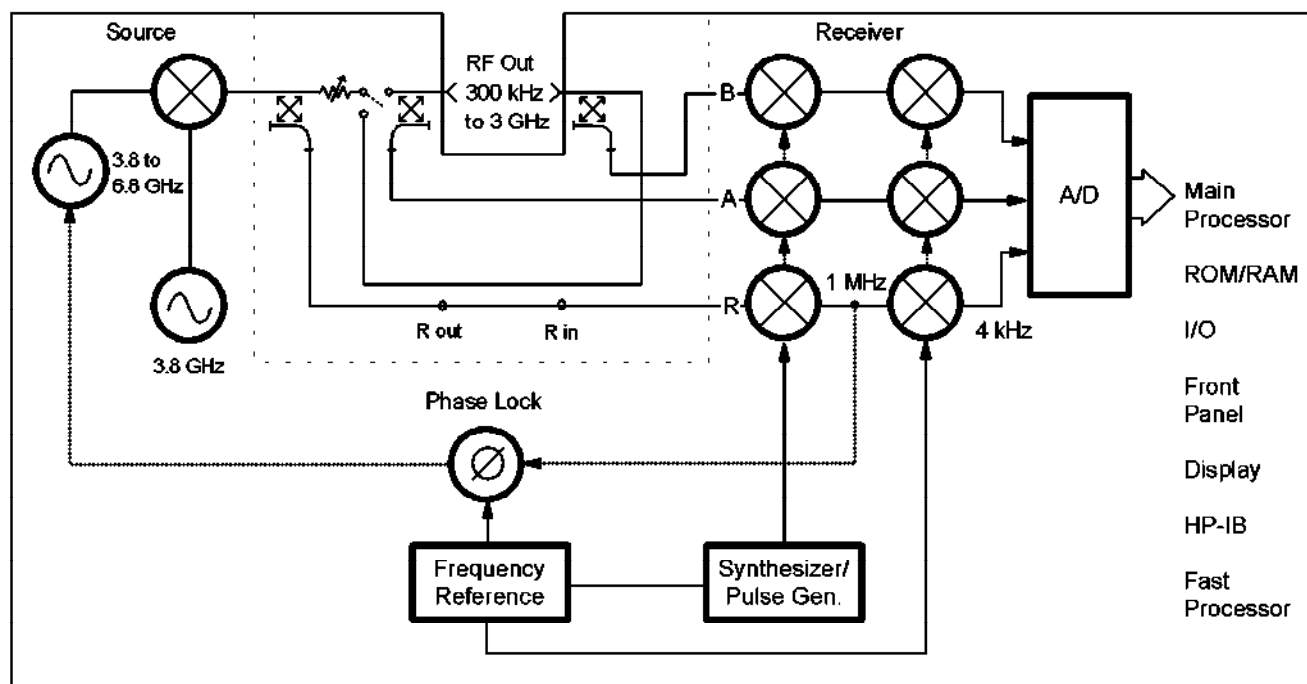 Source
Receiver
RF Out
300 kHz
to 3 GHz
B
3.8 to
6.8 GHz
A
A/D
Main
Processor
ROM/RAM
I/O
Front
Panel
Display
HP-IB
Fast
Processor
R
1 MHz
4 kHz
R out
R in
3.8 GHz
Phase Lock
Frequency
Reference
Synthesizer/
Pulse Gen.